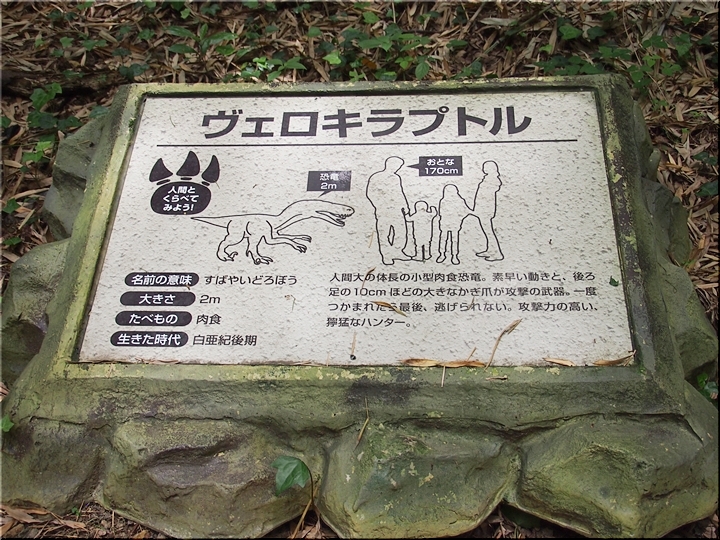 ヴェロキラプトル
人間と
くらべて
みよう!
恐竜
2m
おとな
170cm
名前の意味 すばやいどろぼう
大きさ 2m
たべもの 肉食
生きた時代 白亜紀後期
人間大の体長の小型肉食恐竜。素早い動きと、後ろ
足の10cmほどの大きなかぎ爪が攻撃の武器。一度
つかまれたら最後、逃げられない。攻撃力の高い、
獰猛なハンター。